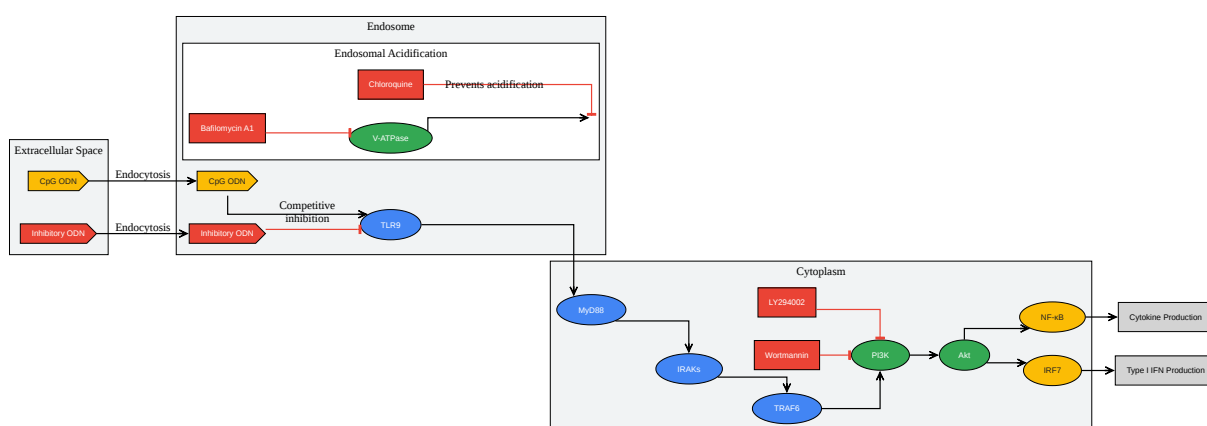 Endosome
Endosomal Acidification
Chloroquine
Prevents acidification
Bafilomycin A1
V-ATPase
Extracellular Space
CpG ODN
Endocytosis
CpG ODN
Competitive
inhibition
Inhibitory ODN
Endocytosis
Inhibitory ODN
TLR9
Cytoplasm
MyD88
LY294002
NF-κB
Cytokine Production
Wortmannin
PI3K
Akt
IRAKs
IRF7
Type I IFN Production
TRAF6